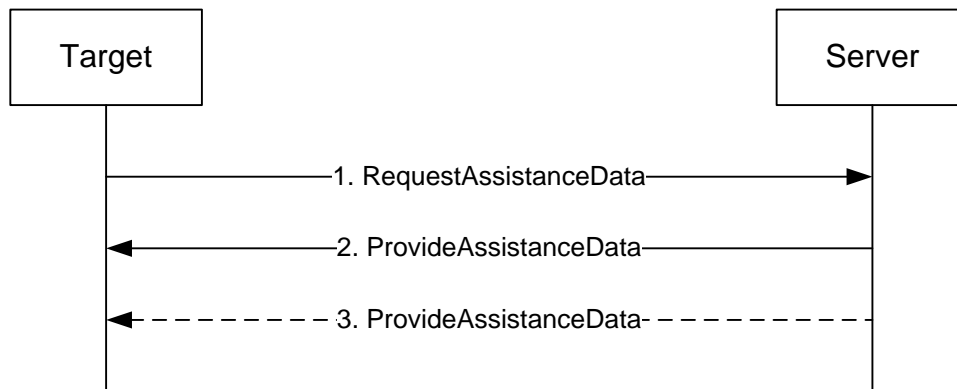 Target
Server
1. RequestAssistanceData
2. ProvideAssistanceData
3. ProvideAssistanceData